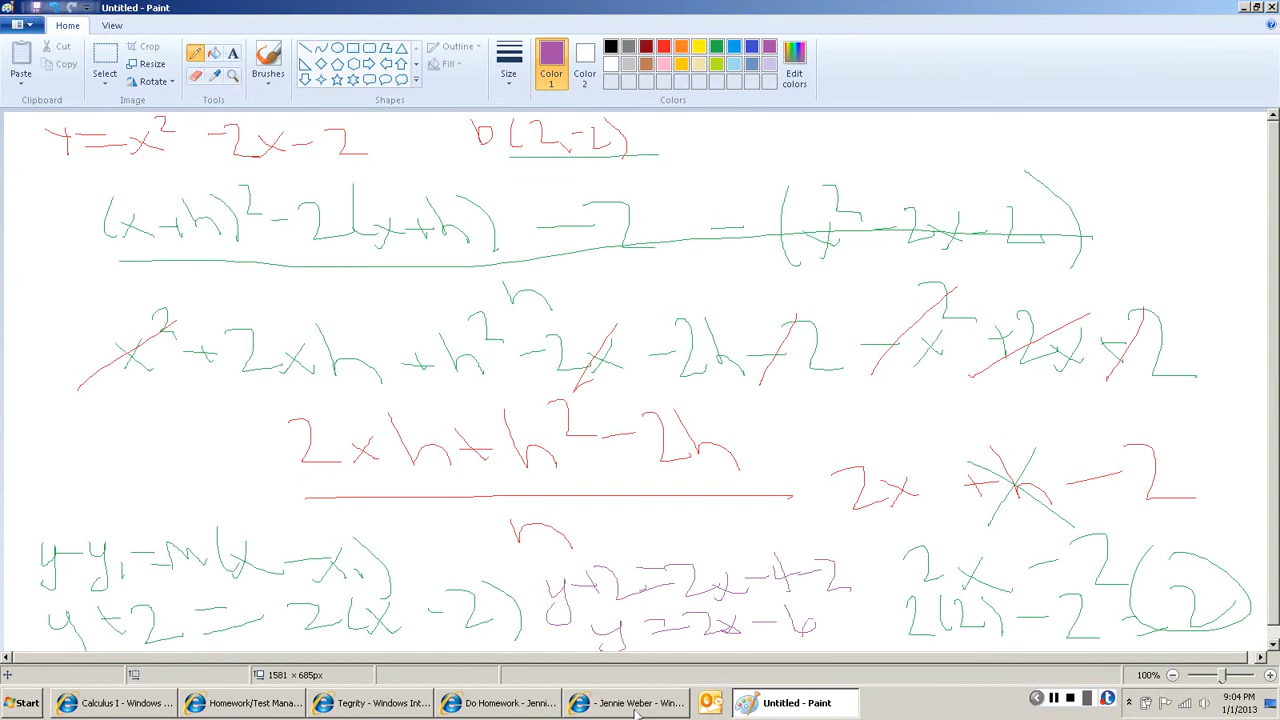 Untitled - Paint
Home View
Cut
Copy
Paste
Clipboard
Crop
Resize
Rotate
Select
Image
Tools
Brushes
Outline
Fill
Shapes
Size
Color 1
Color 2
Edit colors
Colors
y = x² - 2x - 2 (2, -2)
(x+h)² - 2(x+h) - 2 - (x² - 2x - 2)
h
x² + 2xh + h² - 2x - 2h - 2 - x² + 2x + 2
2xh + h² - 2h
h
2x + h - 2
y - y₁ = m(x - x₁)
y + 2 = 2(x - 2)
y + 2 = 2x - 4 - 2
y = 2x - 6
2x - 2
2(2) - 2 = 2
1581 × 685px
100%
Start
Calculus I - Windows ...
Homework/Test Mana...
Teg Ity - Windows Int...
Do Homework - Jenni...
- Jennie Weber - Win...
Untitled - Paint
9:04 PM
1/1/2013